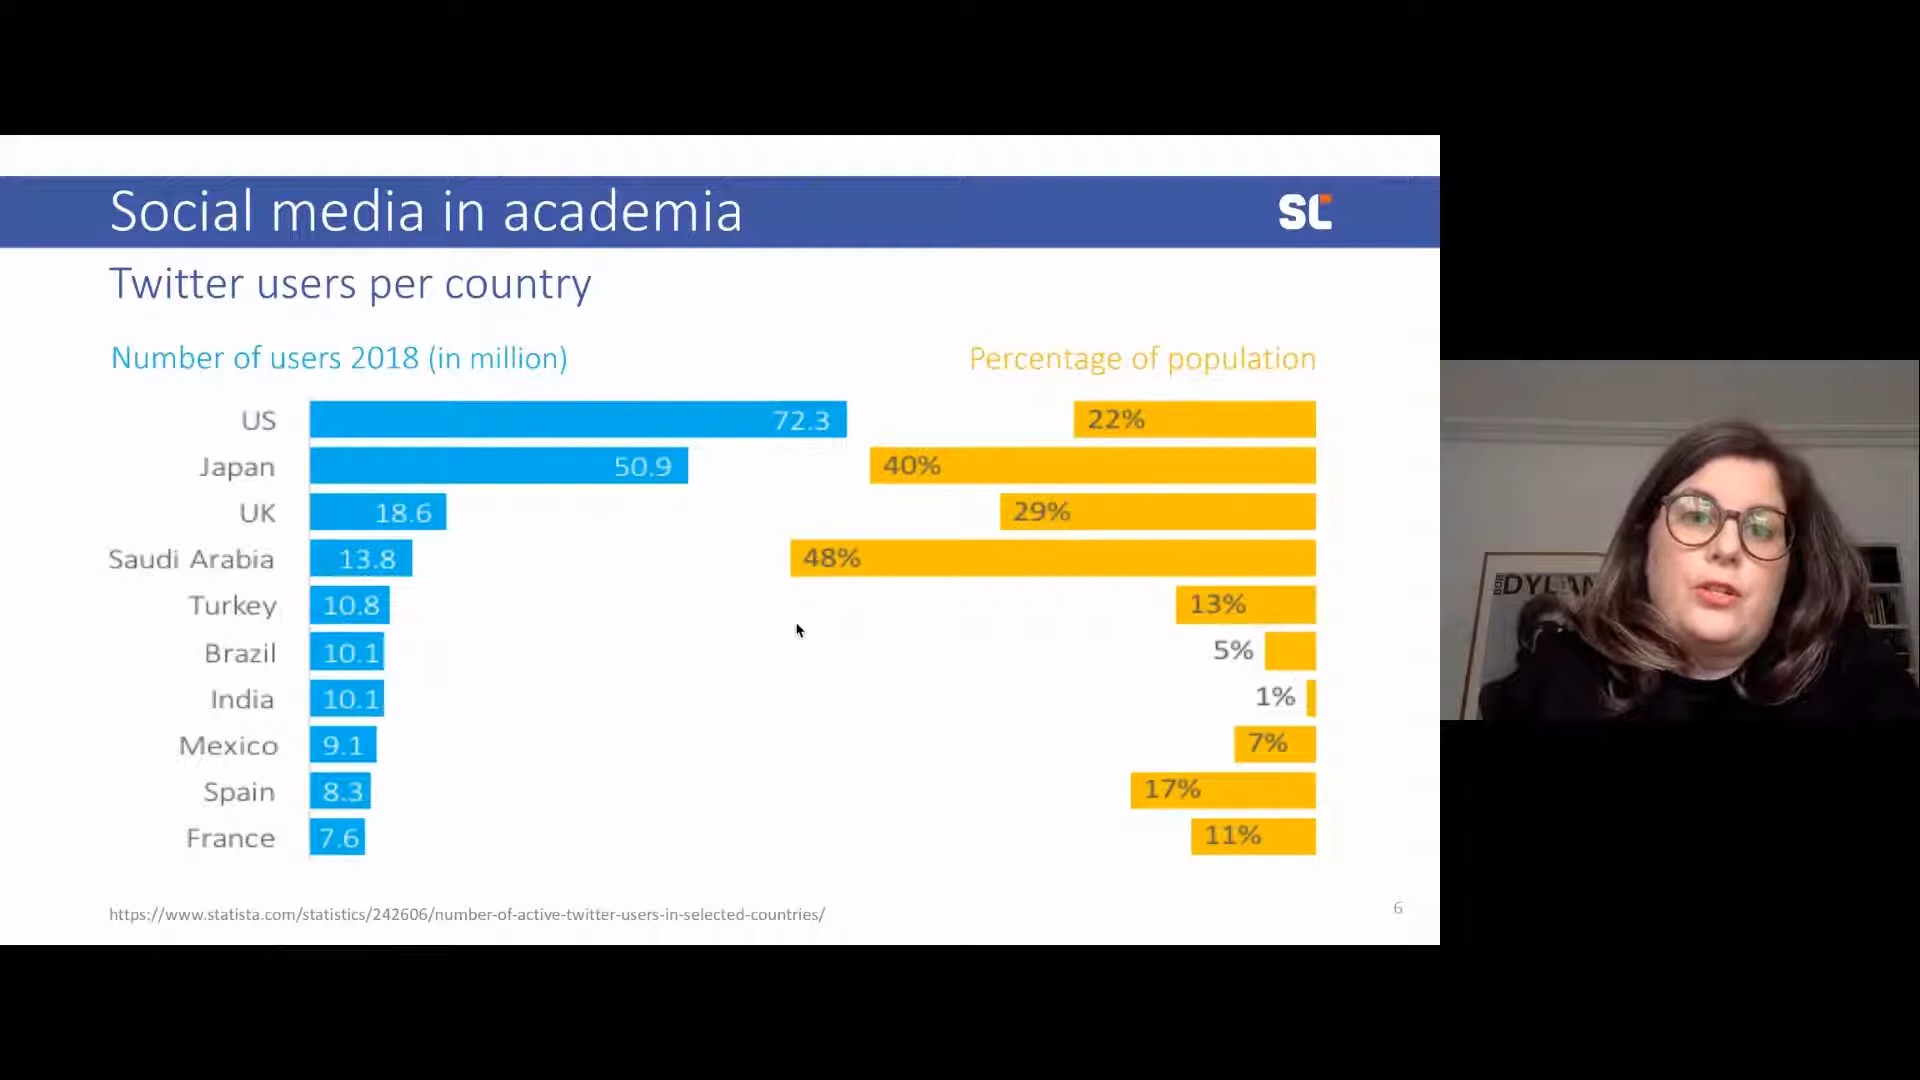 Social media in academia
SC
Twitter users per country
Number of users 2018 (in million)
Percentage of population
US 72.3 22%
Japan 50.9 40%
UK 18.6 29%
Saudi Arabia 13.8 48%
Turkey 10.8 13%
Brazil 10.1 5%
India 10.1 1%
Mexico 9.1 7%
Spain 8.3 17%
France 7.6 11%
https://www.statista.com/statistics/242606/number-of-active-twitter-users-in-selected-countries/
6
BOB DYLAN